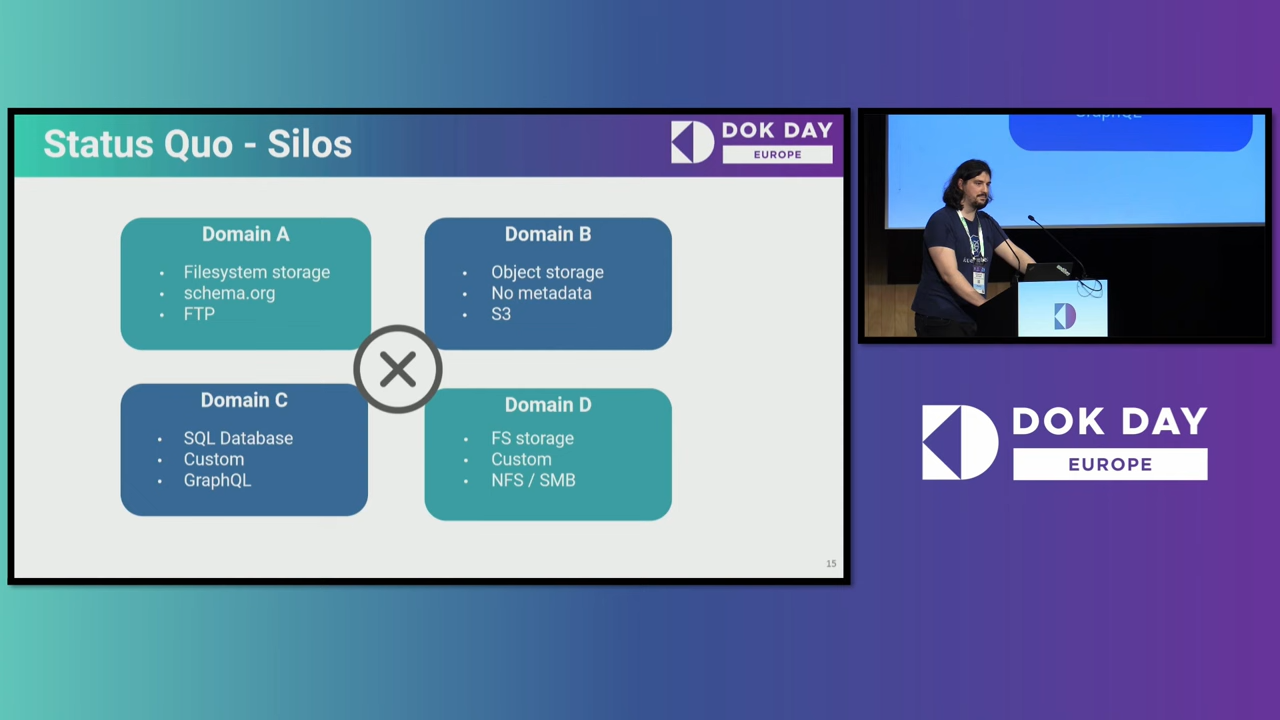 Status Quo - Silos
DOK DAY
EUROPE
Domain A
• Filesystem storage
• schema.org
• FTP
Domain B
• Object storage
• No metadata
• S3
Domain C
• SQL Database
• Custom
• GraphQL
Domain D
• FS storage
• Custom
• NFS / SMB
15
GraphQL
DOK DAY
EUROPE